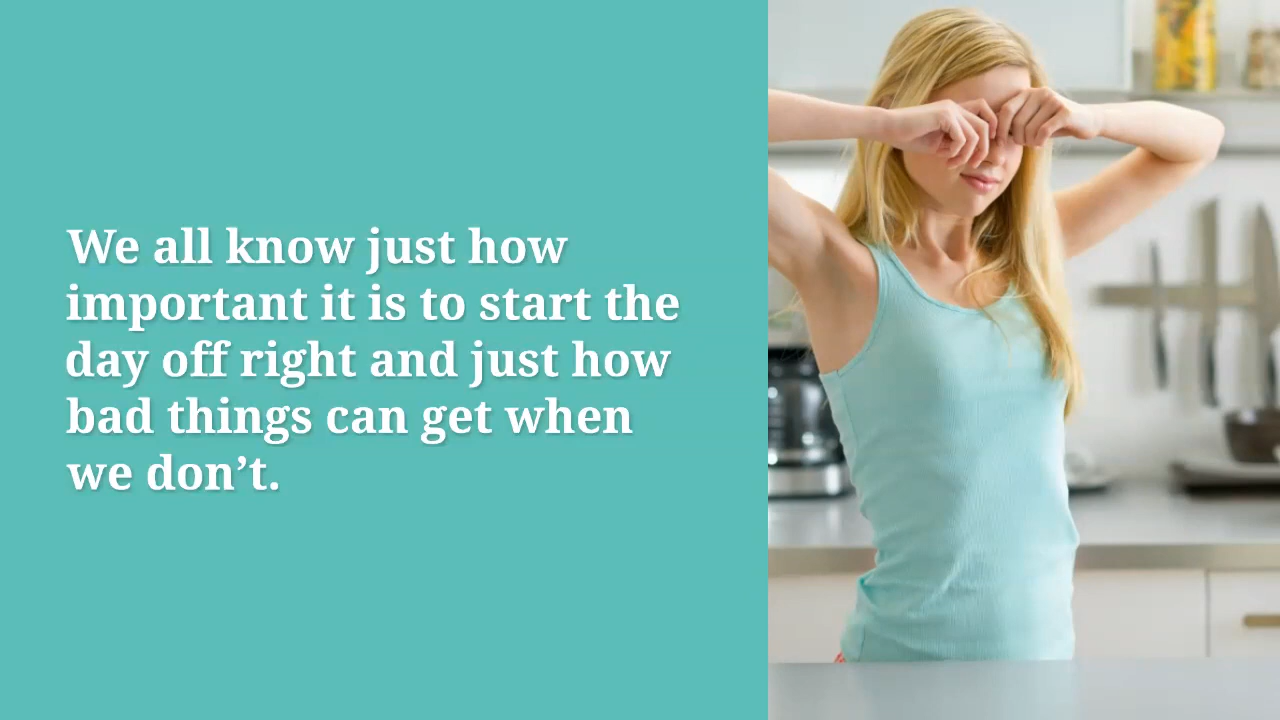 We all know just how
important it is to start the
day off right and just how
bad things can get when
we don’t.